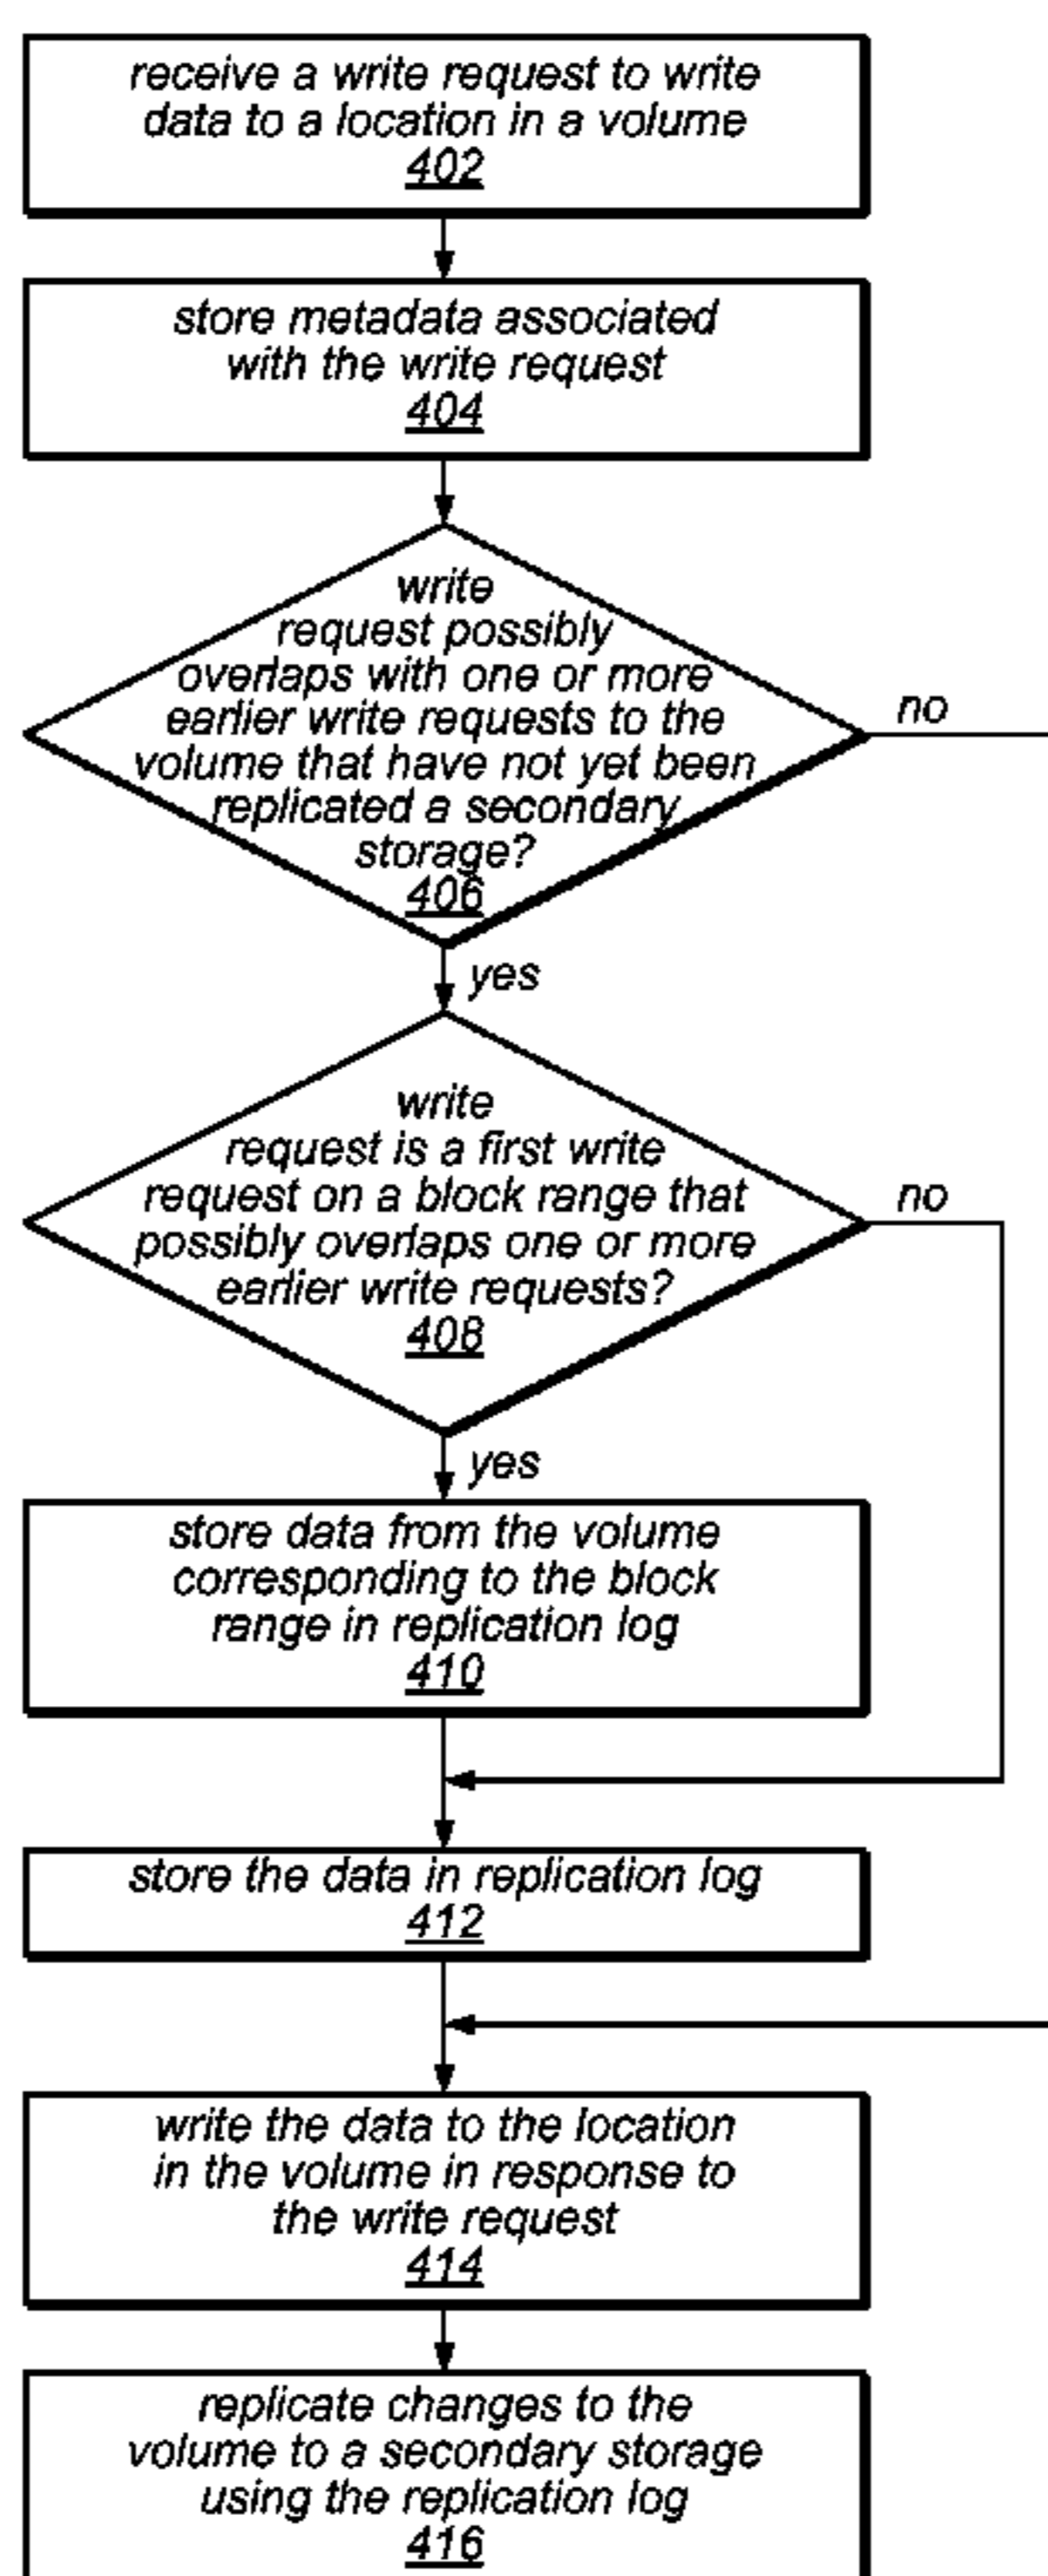 receive a write request to write
data to a location in a volume
402
store metadata associated
with the write request
404
write
request possibly
overlaps with one or more
earlier write requests to the
volume that have not yet been
replicated a secondary
storage?
406
no
yes
write
request is a first write
request on a block range that
possibly overlaps one or more
earlier write requests?
408
no
yes
store data from the volume
corresponding to the block
range in replication log
410
store the data in replication log
412
write the data to the location
in the volume in response to
the write request
414
replicate changes to the
volume to a secondary storage
using the replication log
416